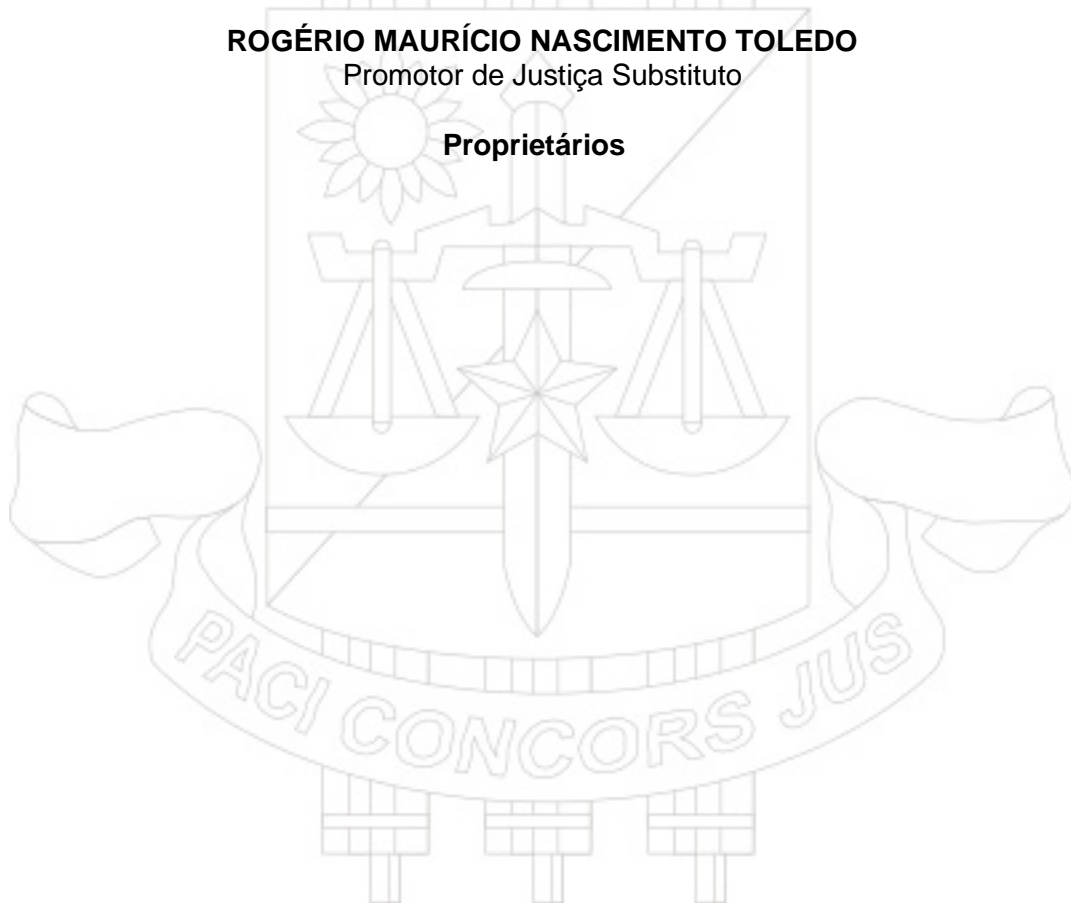 ROGÉRIO MAURÍCIO NASCIMENTO TOLEDO
Promotor de Justiça Substituto
Proprietários
PACI CONCORS JUS